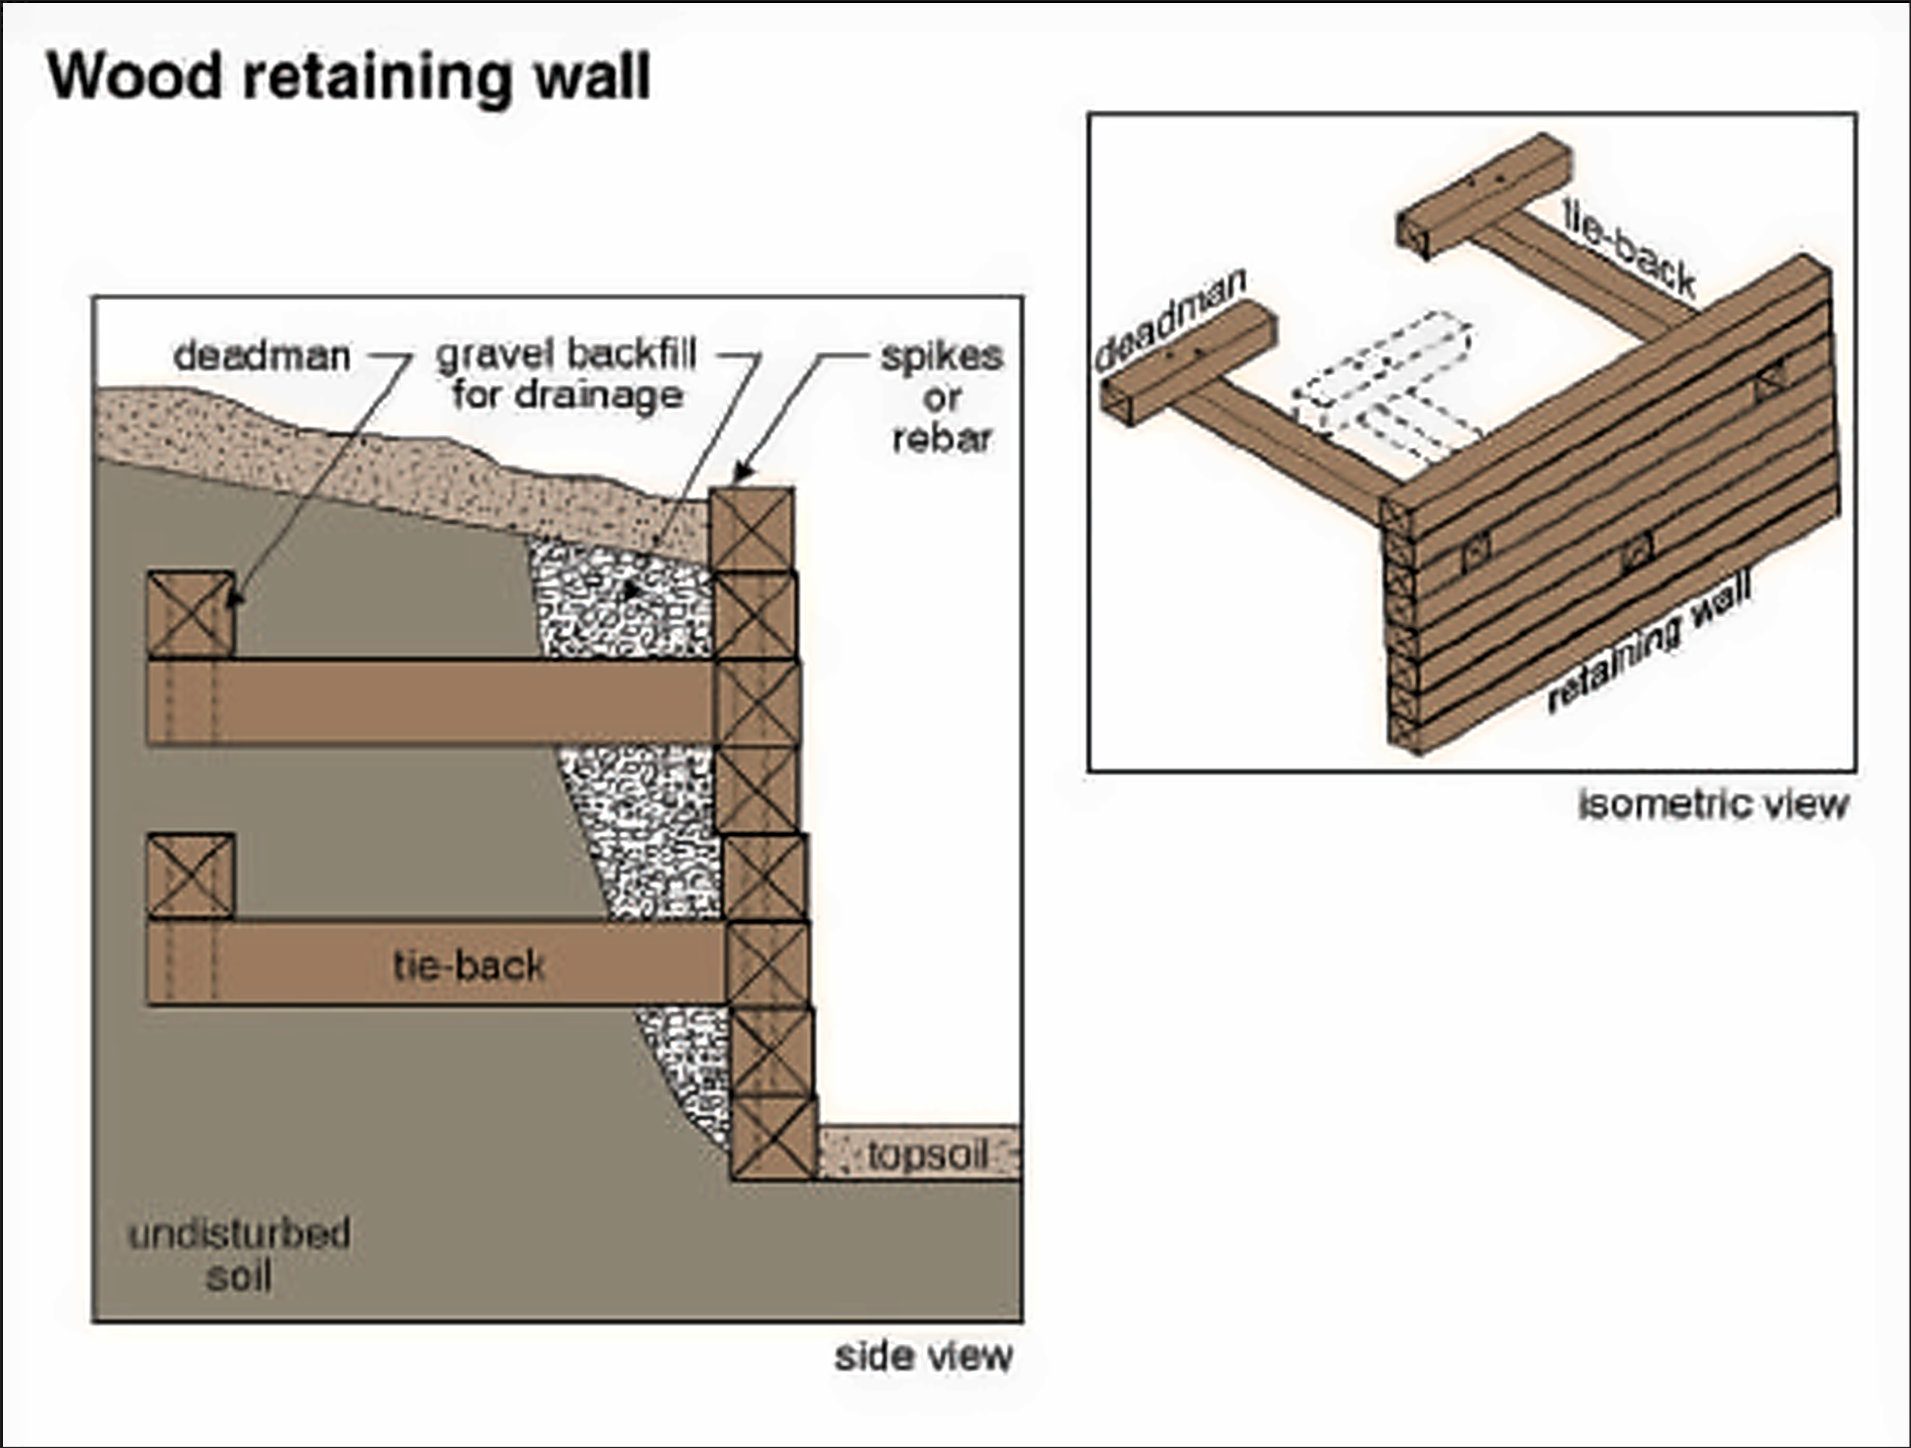 Wood retaining wall
deadman
gravel backfill
for drainage
spikes
or
rebar
tie-back
topsoil
undisturbed
soil
side view
deadman
tie-back
retaining wall
isometric view